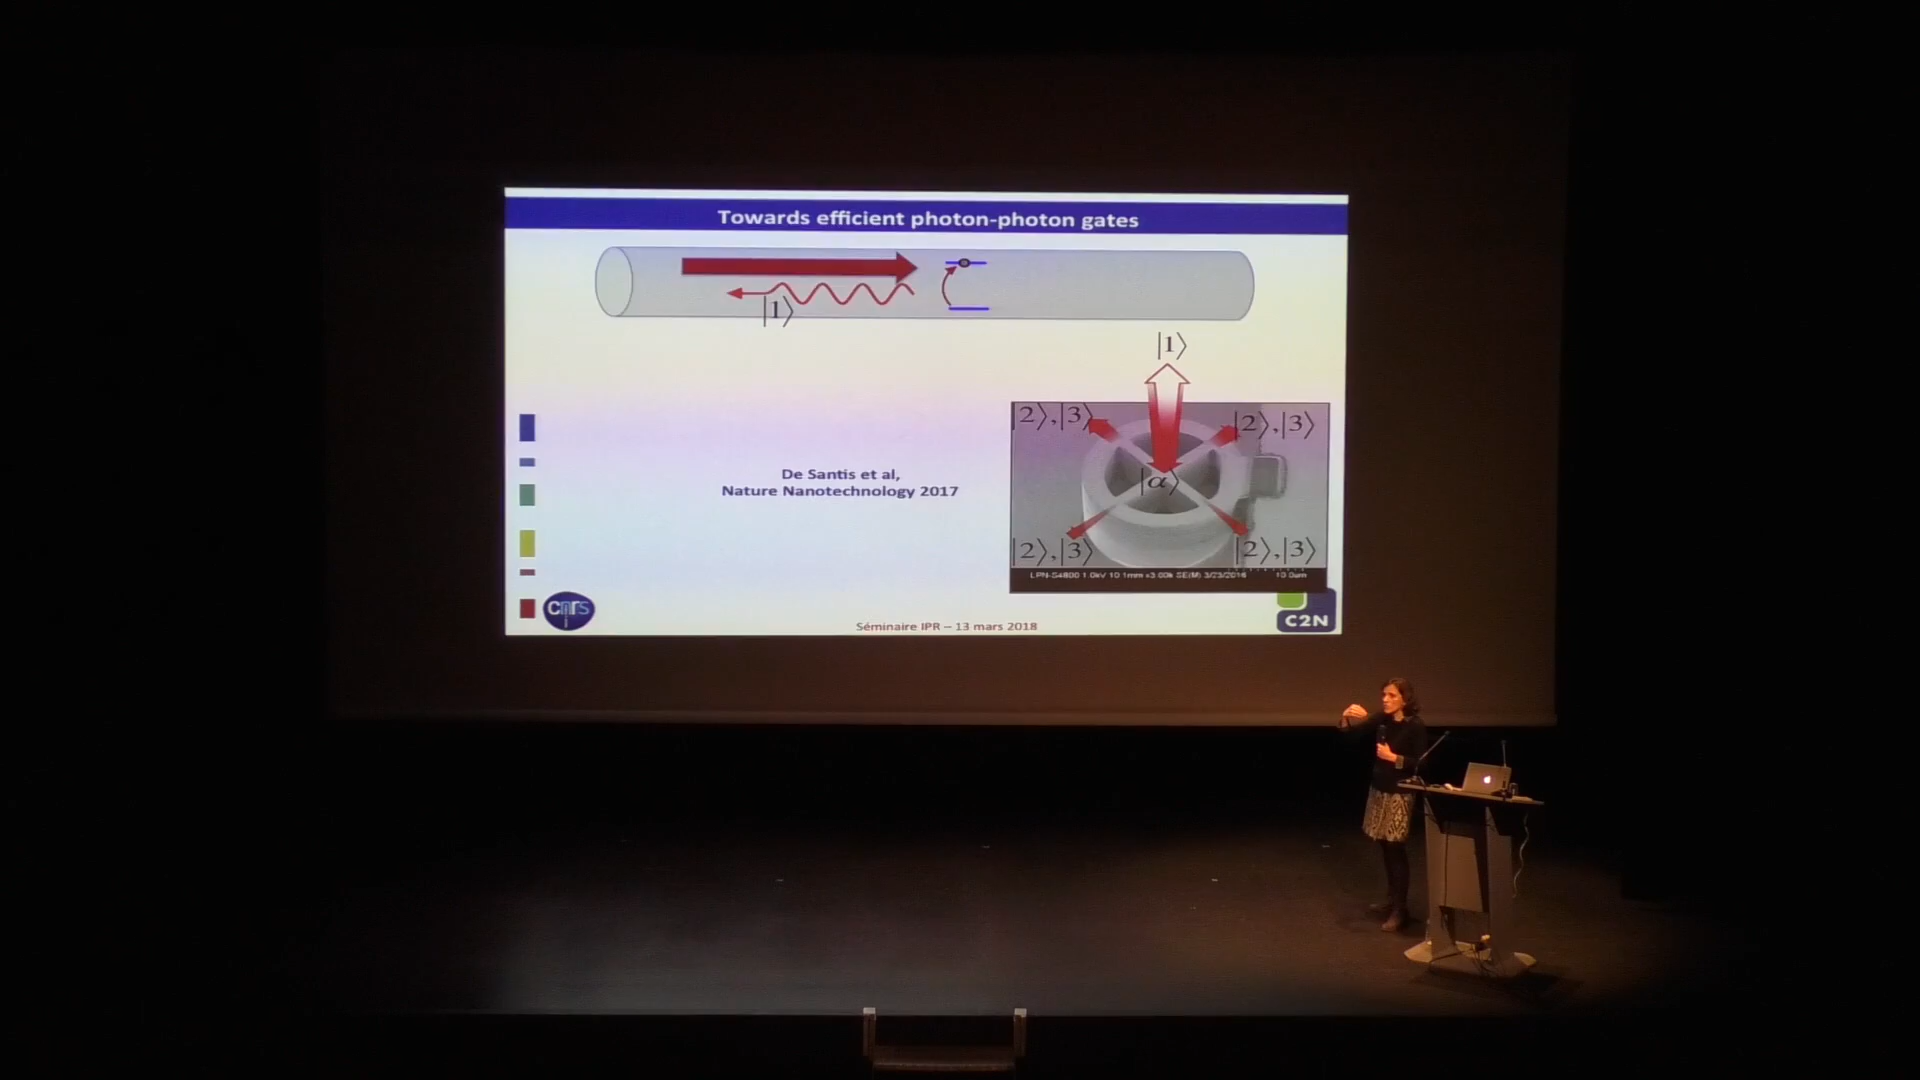 Towards efficient photon-photon gates
|1⟩
|1⟩
|2⟩,|3⟩
|2⟩,|3⟩
|α⟩
De Santis et al,
Nature Nanotechnology 2017
|2⟩,|3⟩
|2⟩,|3⟩
LPN-S4800 1.0kV 10.1mm x3.00k SE(M) 3/23/2016 10.0um
cnrs
C2N
Séminaire IPR – 13 mars 2018